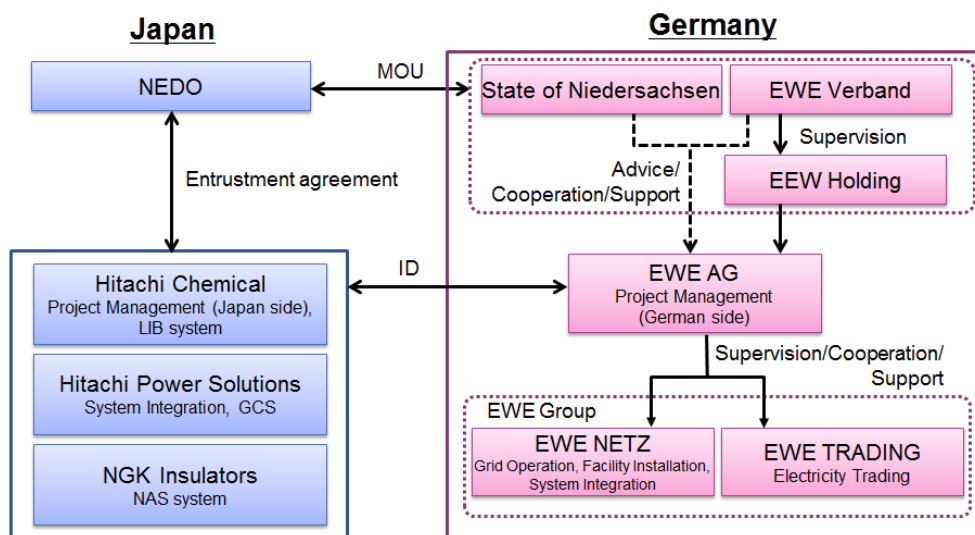 Japan
Germany
NEDO
MOU
State of Niedersachsen
EWE Verband
Supervision
Entrustment agreement
Advice/
Cooperation/Support
EEW Holding
Hitachi Chemical
Project Management (Japan side),
LIB system
ID
EWE AG
Project Management
(German side)
Hitachi Power Solutions
System Integration, GCS
Supervision/Cooperation/
Support
EWE Group
NGK Insulators
NAS system
EWE NETZ
Grid Operation, Facility Installation,
System Integration
EWE TRADING
Electricity Trading